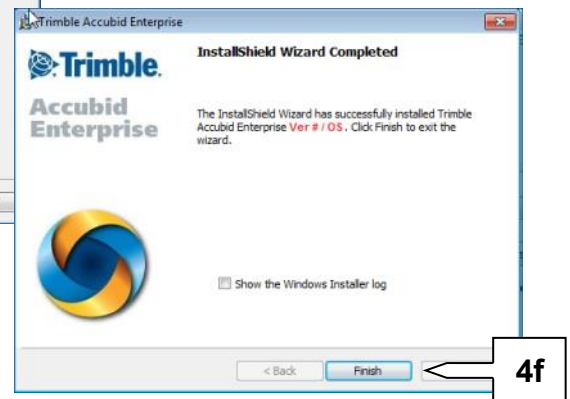 Trimble Accubid Enterprise
Trimble.
InstallShield Wizard Completed
Accubid
Enterprise
The InstallShield Wizard has successfully installed Trimble
Accubid Enterprise Ver # / OS. Click Finish to exit the
wizard.
Show the Windows Installer log
< Back
Finish
4f